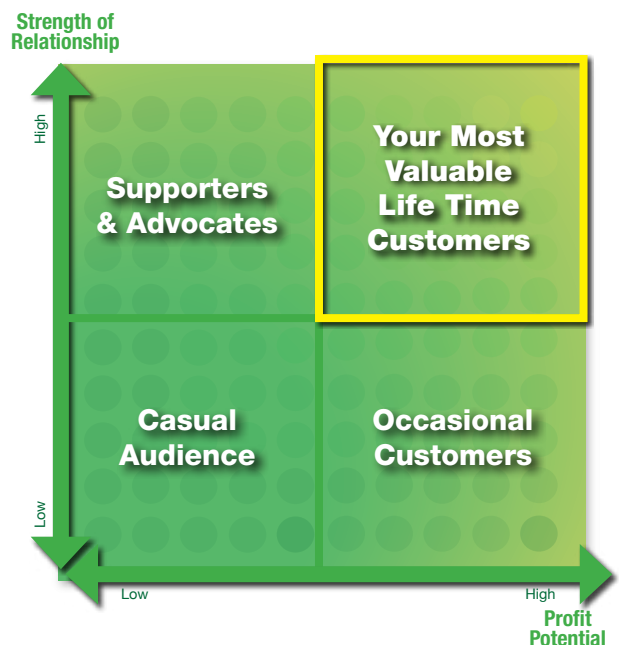 Strength of
Relationship
High
Your Most
Valuable
Life Time
Customers
Supporters
& Advocates
Casual
Audience
Occasional
Customers
Low
Low
High
Profit
Potential